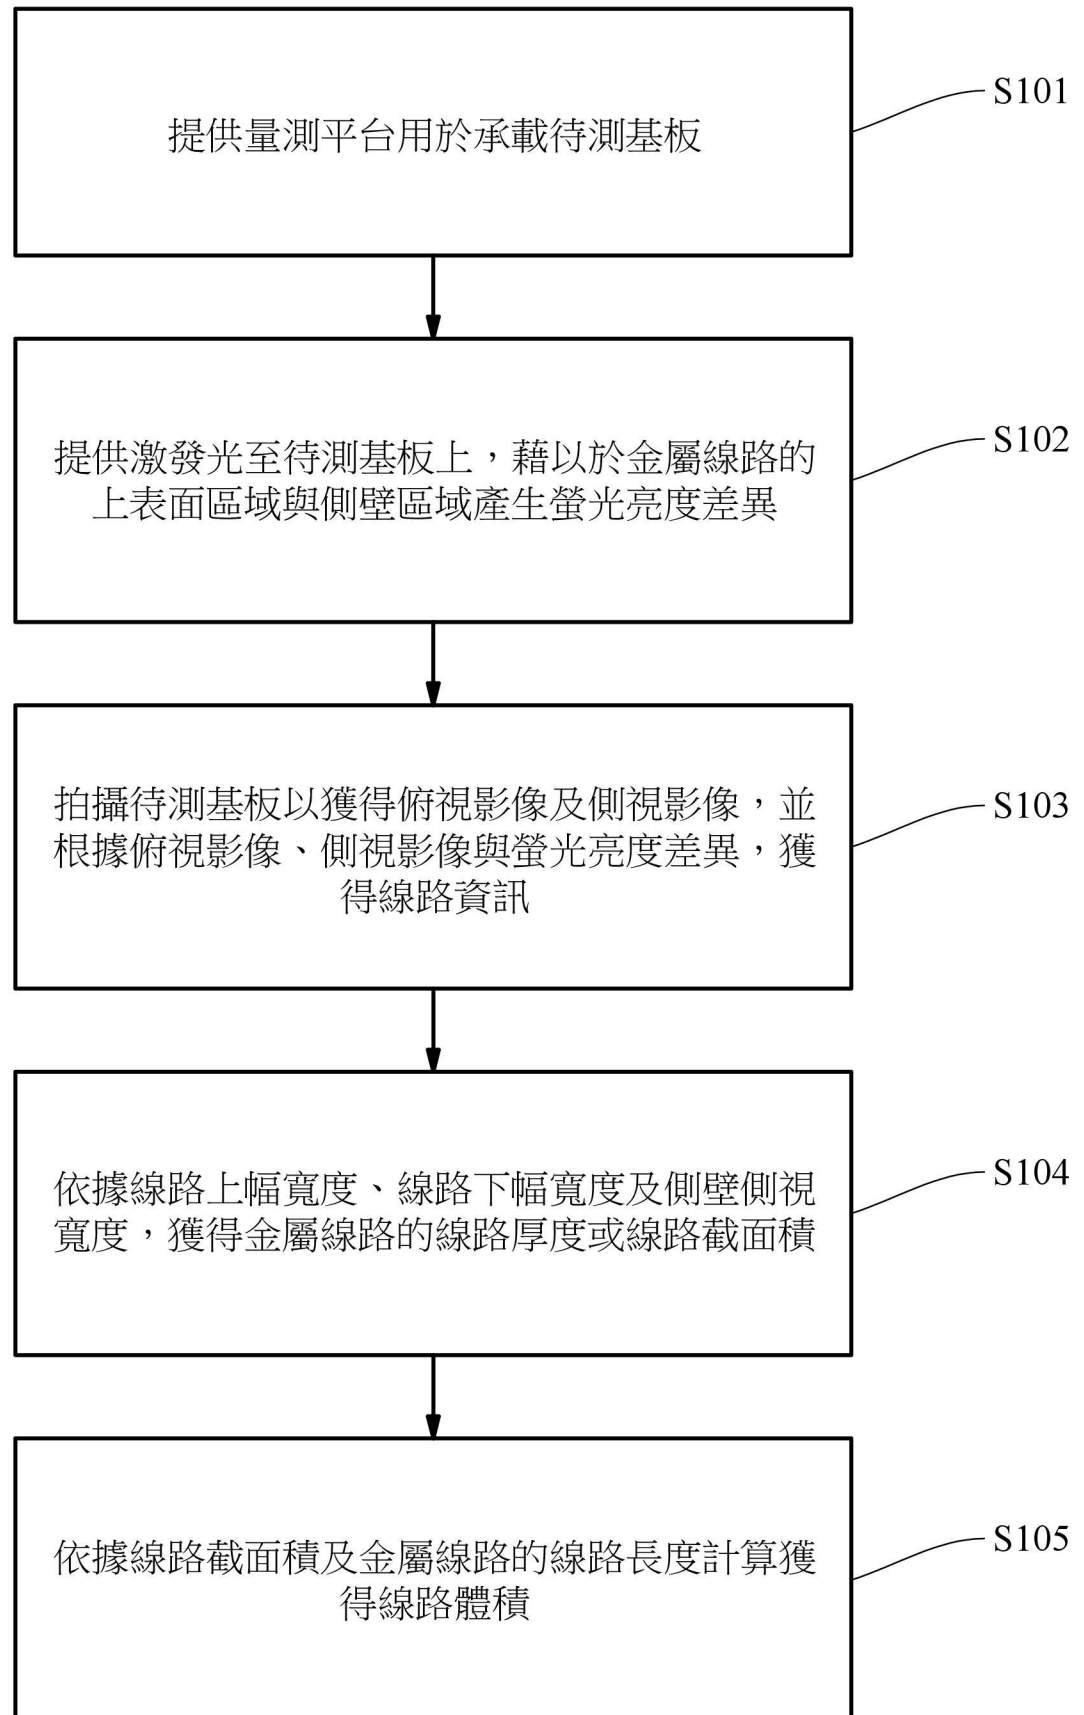 提供量測平台用於承載待測基板
S101
提供激發光至待測基板上，藉以於金屬線路的
上表面區域與側壁區域產生螢光亮度差異
S102
拍攝待測基板以獲得俯視影像及側視影像，並
根據俯視影像、側視影像與螢光亮度差異，獲
得線路資訊
S103
依據線路上幅寬度、線路下幅寬度及側壁側視
寬度，獲得金屬線路的線路厚度或線路截面積
S104
依據線路截面積及金屬線路的線路長度計算獲
得線路體積
S105